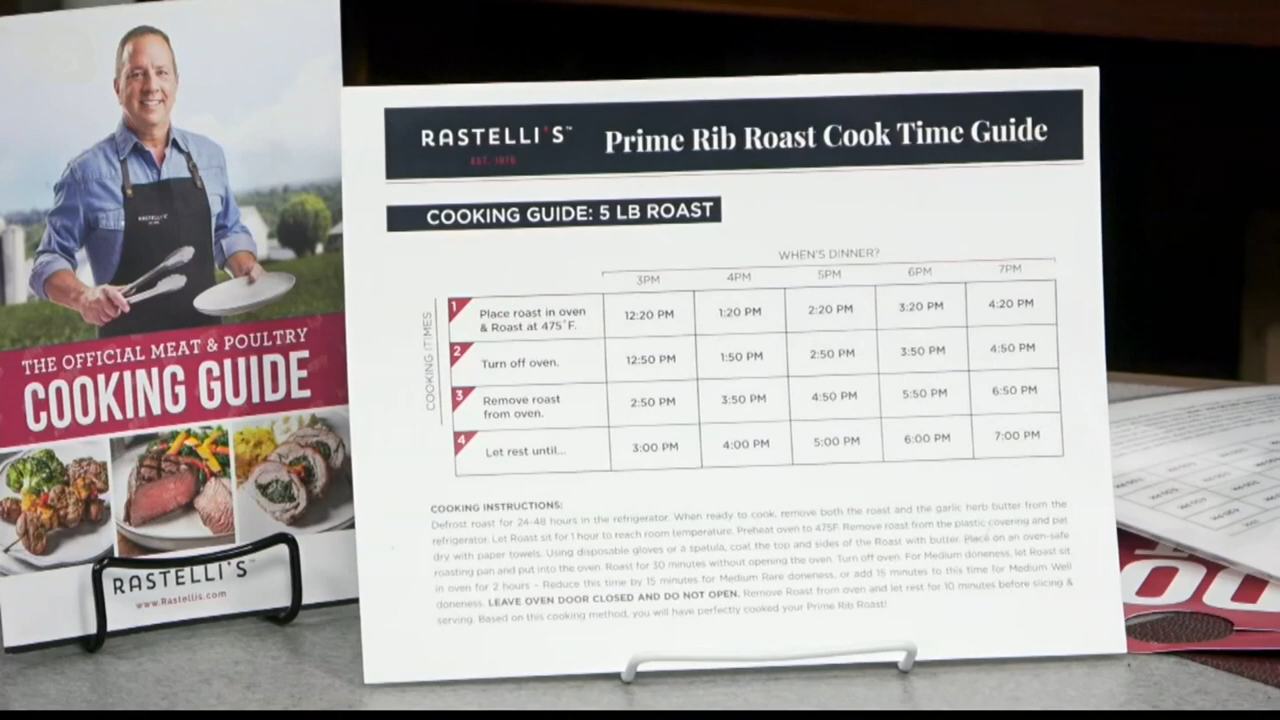 THE OFFICIAL MEAT & POULTRY
COOKING GUIDE
RASTELLI'S™
www.Rastellis.com
RASTELLI'S™
EST. 1976
Prime Rib Roast Cook Time Guide
COOKING GUIDE: 5 LB ROAST
WHEN'S DINNER?
3PM 4PM 5PM 6PM 7PM
COOKING TIMES
1 Place roast in oven & Roast at 475°F. 12:20 PM 1:20 PM 2:20 PM 3:20 PM 4:20 PM
2 Turn off oven. 12:50 PM 1:50 PM 2:50 PM 3:50 PM 4:50 PM
3 Remove roast from oven. 2:50 PM 3:50 PM 4:50 PM 5:50 PM 6:50 PM
4 Let rest until... 3:00 PM 4:00 PM 5:00 PM 6:00 PM 7:00 PM
COOKING INSTRUCTIONS:
Defrost roast for 24-48 hours in the refrigerator. When ready to cook, remove both the roast and the garlic herb butter from the
refrigerator. Let Roast sit for 1 hour to reach room temperature. Preheat oven to 475F. Remove roast from the plastic covering and pat
dry with paper towels. Using disposable gloves or a spatula, coat the top and sides of the Roast with butter. Place on an oven-safe
roasting pan and put into the oven. Roast for 30 minutes without opening the oven. Turn off oven. For Medium doneness, let Roast sit
in oven for 2 hours – Reduce this time by 15 minutes for Medium Rare doneness, or add 15 minutes to this time for Medium Well
doneness. LEAVE OVEN DOOR CLOSED AND DO NOT OPEN. Remove Roast from oven and let rest for 10 minutes before slicing &
serving. Based on this cooking method, you will have perfectly cooked your Prime Rib Roast!